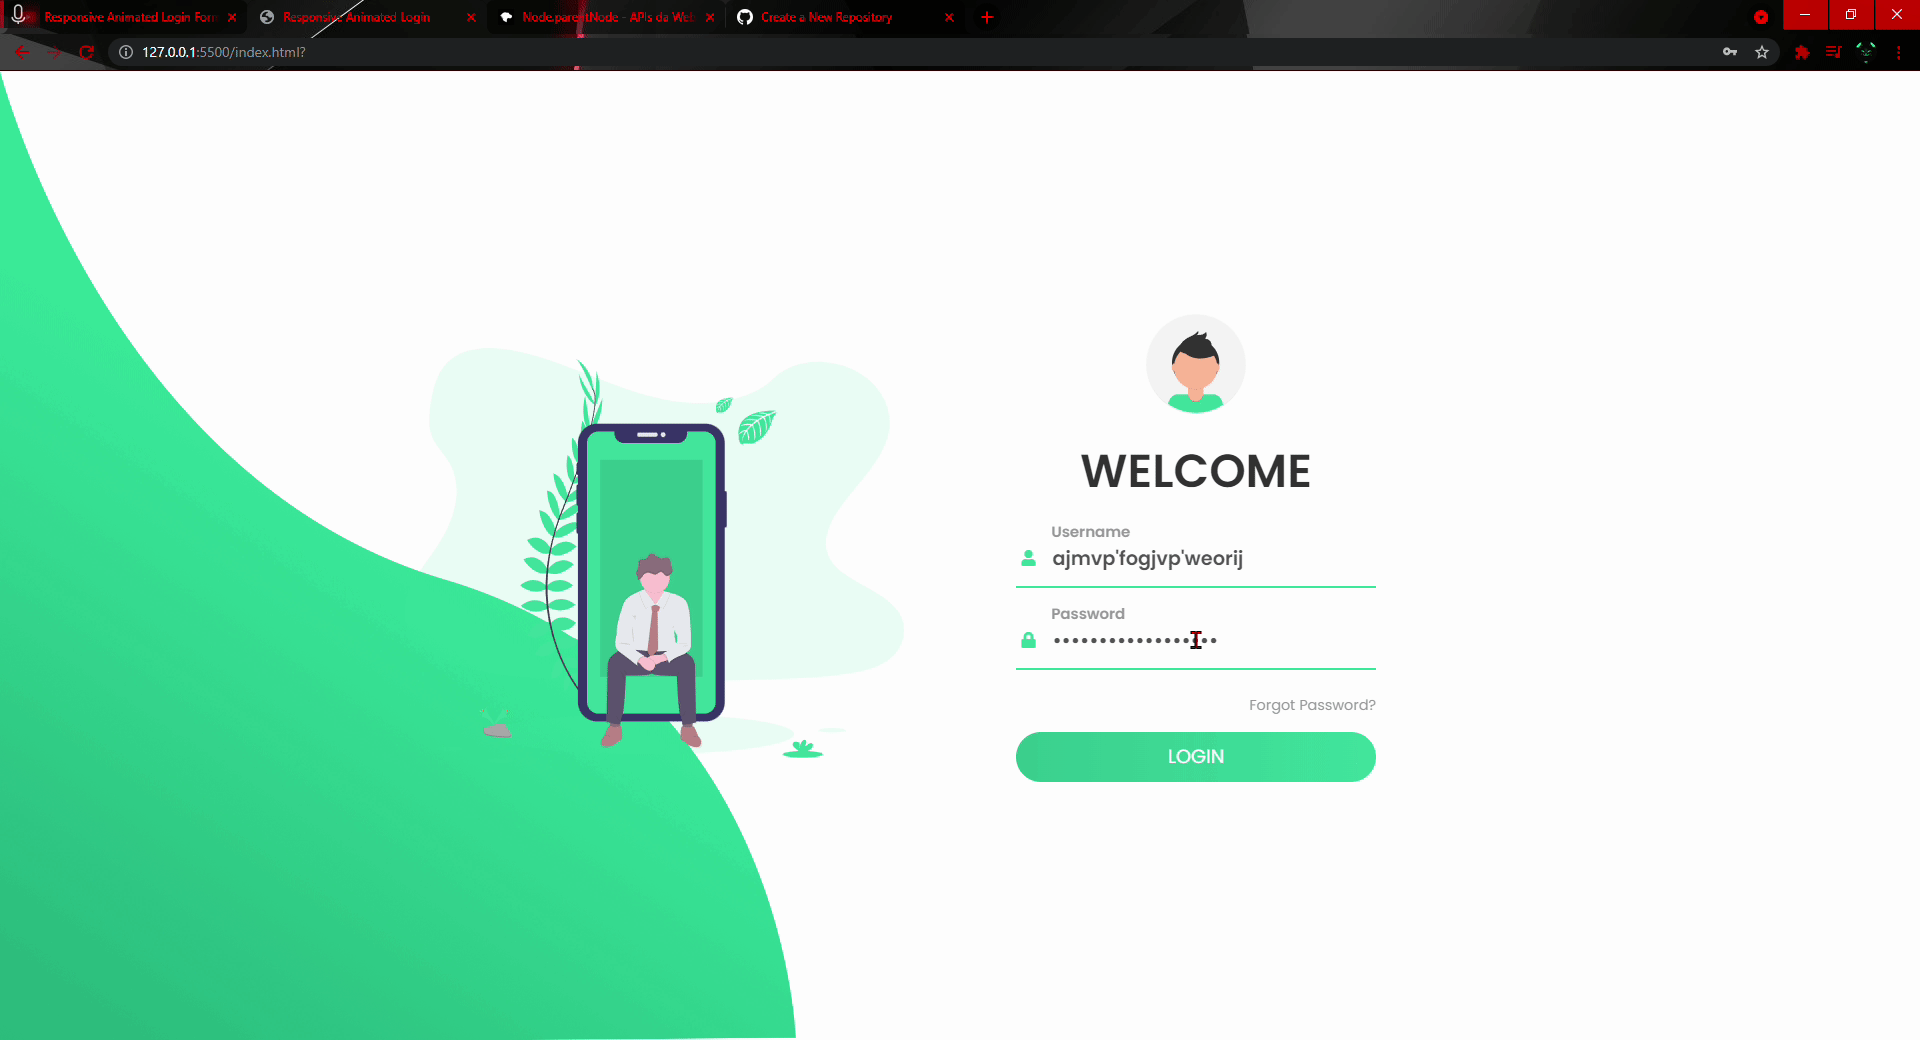 Responsive Animated Login Form
Responsive Animated Login
Node.parentNode - APIs da Web
Create a New Repository
127.0.0.1:5500/index.html?
WELCOME
Username
ajmvp'fogjvp'weorij
Password
••••••••••••••••••
Forgot Password?
LOGIN